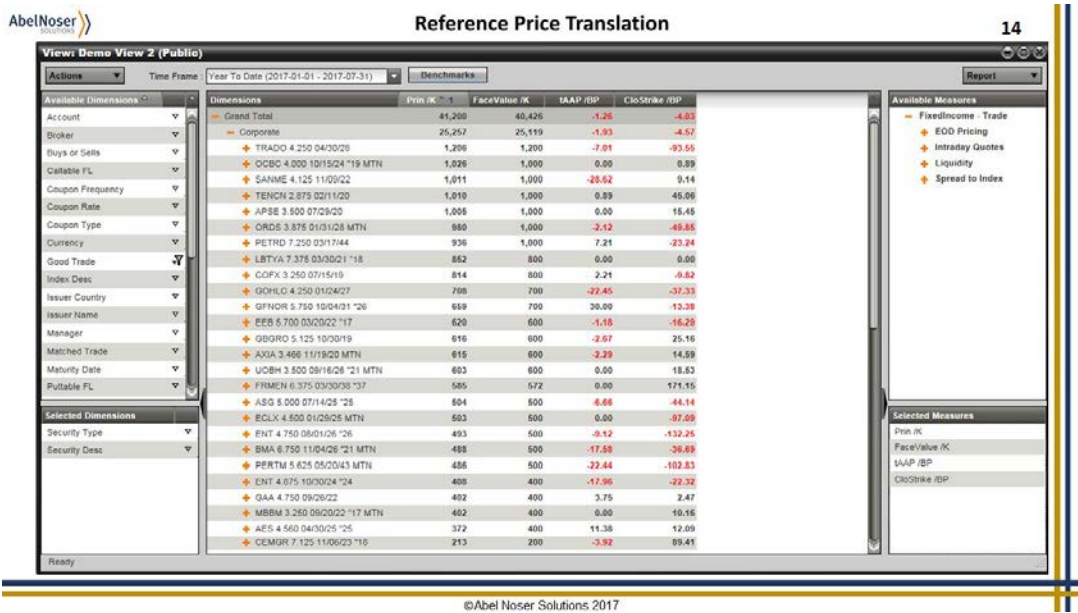 AbelNoser
SOLUTIONS
Reference Price Translation
14
View: Demo View 2 (Public)
Actions Time Frame : Year To Date (2017-01-01 - 2017-07-31) Benchmarks Report
Available Dimensions
Account
Broker
Buys or Sells
Callable FL
Coupon Frequency
Coupon Rate
Coupon Type
Currency
Good Trade
Index Desc
Issuer Country
Issuer Name
Manager
Matched Trade
Maturity Date
Puttable FL
Selected Dimensions
Security Type
Security Desc
Dimensions Prin /K 1 FaceValue /K tAAP /BP CloStrike /BP
Grand Total 41,200 40,426 -1.26 -4.03
Corporate 25,257 25,119 -1.93 -4.57
TRADO 4.250 04/30/28 1,206 1,200 -7.01 -93.55
OCBC 4.000 10/15/24 "19 MTN 1,026 1,000 0.00 0.89
SANME 4.125 11/09/22 1,011 1,000 -28.62 9.14
TENCN 2.875 02/11/20 1,010 1,000 0.89 45.06
APSE 3.500 07/29/20 1,005 1,000 0.00 15.45
ORDS 3.875 01/31/28 MTN 980 1,000 -2.12 -49.85
PETRD 7.250 03/17/44 936 1,000 7.21 -23.24
LBTYA 7.375 03/30/21 "18 852 800 0.00 0.00
COFX 3.250 07/15/19 814 800 2.21 -9.82
GOHLC 4.250 01/24/27 708 700 -22.45 -37.33
GFNOR 5.750 10/04/31 "26 659 700 30.00 -13.38
EEB 6.700 03/20/22 "17 620 600 -1.18 -16.20
GBGRO 5.125 10/30/19 616 600 -2.67 25.16
AXIA 3.466 11/19/20 MTN 615 600 -2.29 14.59
UOBH 3.500 09/16/26 "21 MTN 603 600 0.00 18.53
FRMEN 6.375 03/30/38 "37 585 572 0.00 171.15
ASG 5.000 07/14/25 "25 504 500 -6.66 -44.14
ECLX 4.500 01/29/25 MTN 503 500 0.00 -97.09
ENT 4.750 08/01/26 "26 493 500 -9.12 -132.25
BMA 6.750 11/04/26 "21 MTN 488 500 -17.58 -36.69
PERTM 5.625 05/20/43 MTN 486 500 -22.44 -102.83
ENT 4.875 10/30/24 "24 408 400 -17.96 -22.32
GAA 4.750 09/26/22 402 400 3.75 2.47
MBBM 3.250 09/20/22 "17 MTN 402 400 0.00 10.16
AES 4.560 04/30/25 "25 372 400 11.38 12.09
CEMGR 7.125 11/06/23 "18 213 200 -3.92 89.41
Available Measures
FixedIncome - Trade
EOD Pricing
Intraday Quotes
Liquidity
Spread to Index
Selected Measures
Prin /K
FaceValue /K
tAAP /BP
CloStrike /BP
Ready
©Abel Noser Solutions 2017